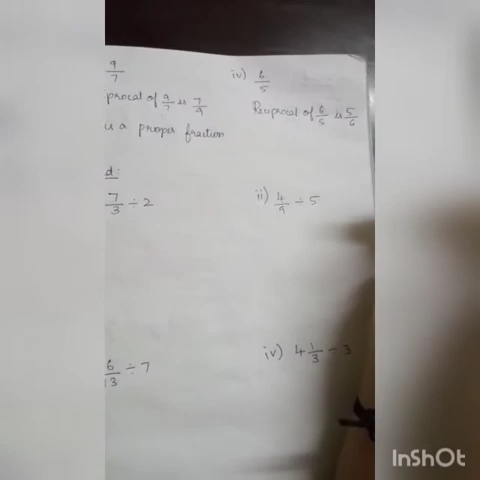 9/7
iv) 6/5
procal of 9/7 is 7/9
Reciprocal of 6/5 is 5/6
is a proper fraction
d:
7/3 ÷ 2
ii) 4/9 ÷ 5
6/13 ÷ 7
iv) 4 1/3 ÷ 3
InShOt